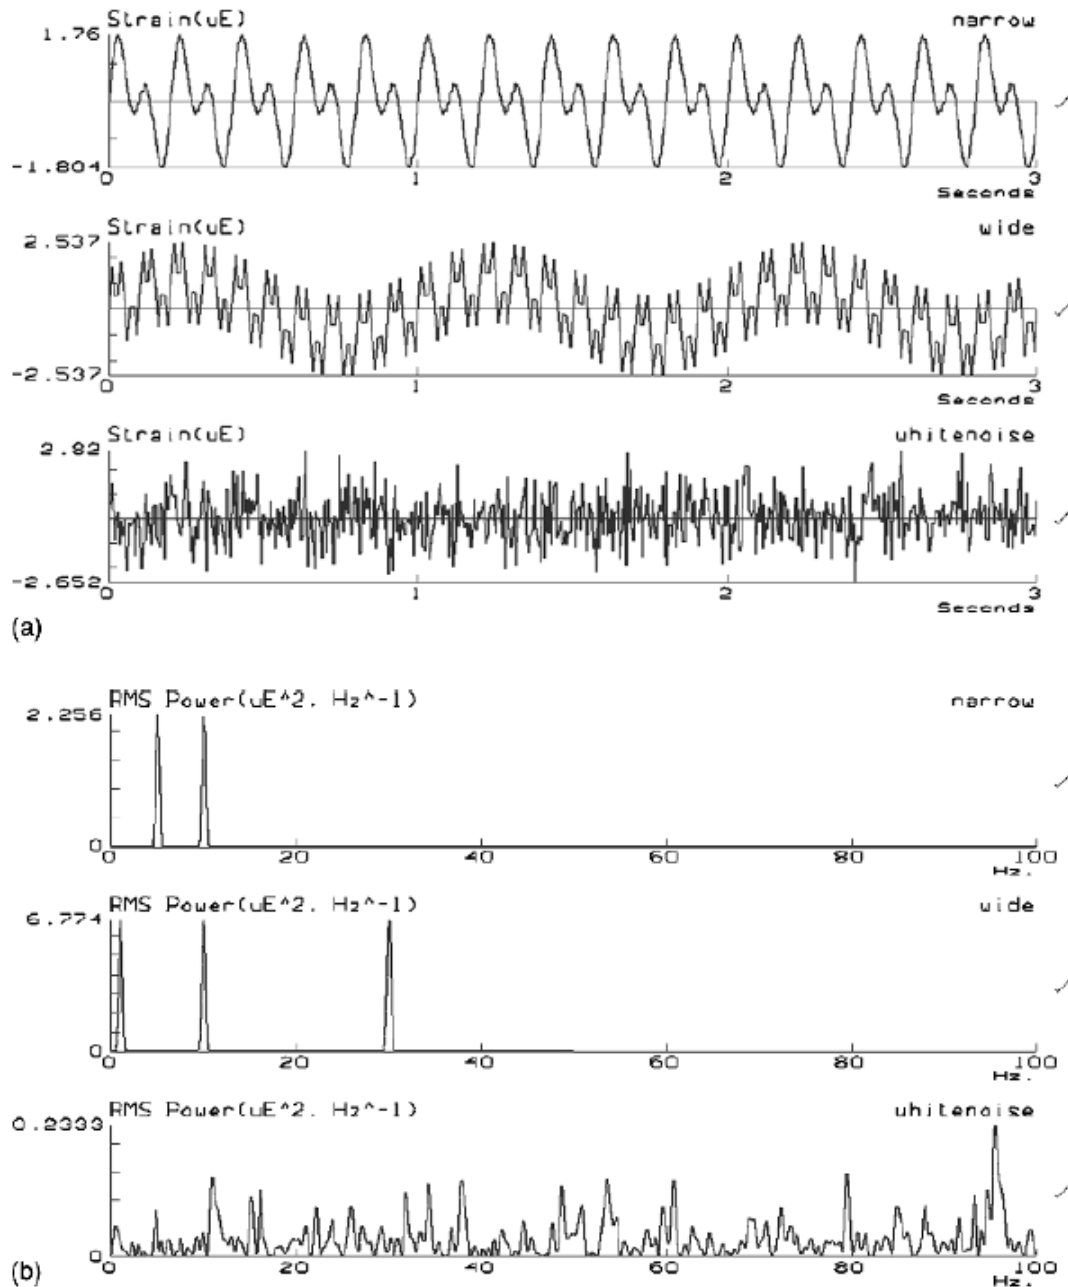 Strain(uE) narrow
1.76
-1.804
0 1 2 3
Seconds
Strain(uE) wide
2.537
-2.537
0 1 2 3
Seconds
Strain(uE) whitenoise
2.82
-2.652
0 1 2 3
Seconds
(a)
RMS Power(uE^2. Hz^-1) narrow
2.256
0
0 20 40 60 80 100
Hz.
RMS Power(uE^2. Hz^-1) wide
6.774
0
0 20 40 60 80 100
Hz.
RMS Power(uE^2. Hz^-1) whitenoise
0.2333
0
0 20 40 60 80 100
Hz.
(b)